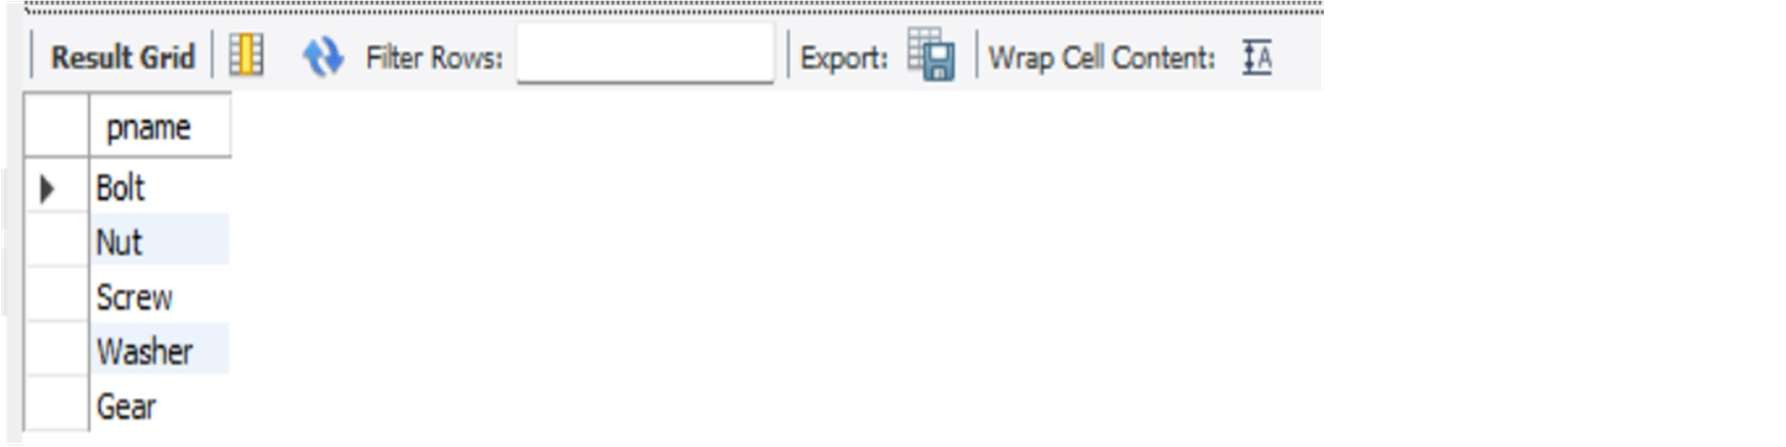 Result Grid Filter Rows: Export: Wrap Cell Content: A
pname
Bolt
Nut
Screw
Washer
Gear